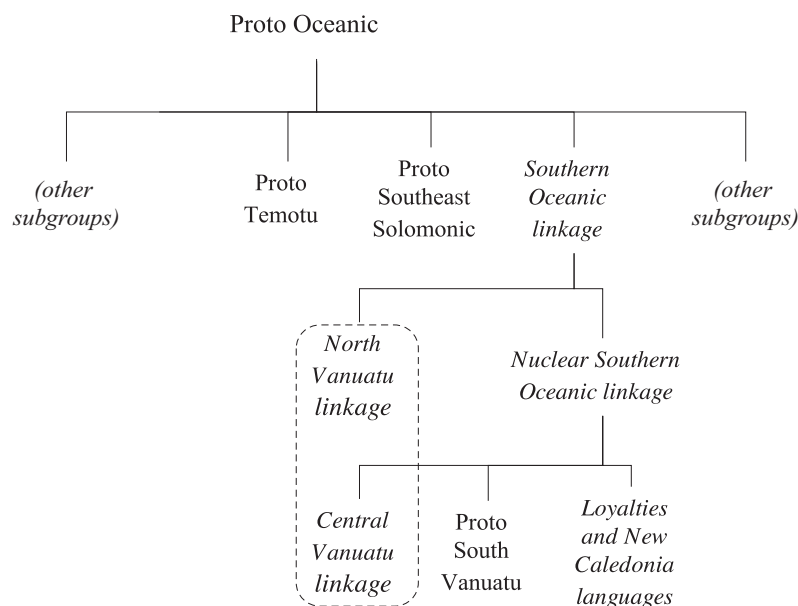 Proto Oceanic
(other
subgroups)
Proto
Temotu
Proto
Southeast
Solomonic
Southern
Oceanic
linkage
(other
subgroups)
North
Vanuatu
linkage
Nuclear Southern
Oceanic linkage
Central
Vanuatu
linkage
Proto
South
Vanuatu
Loyalties
and New
Caledonia
languages